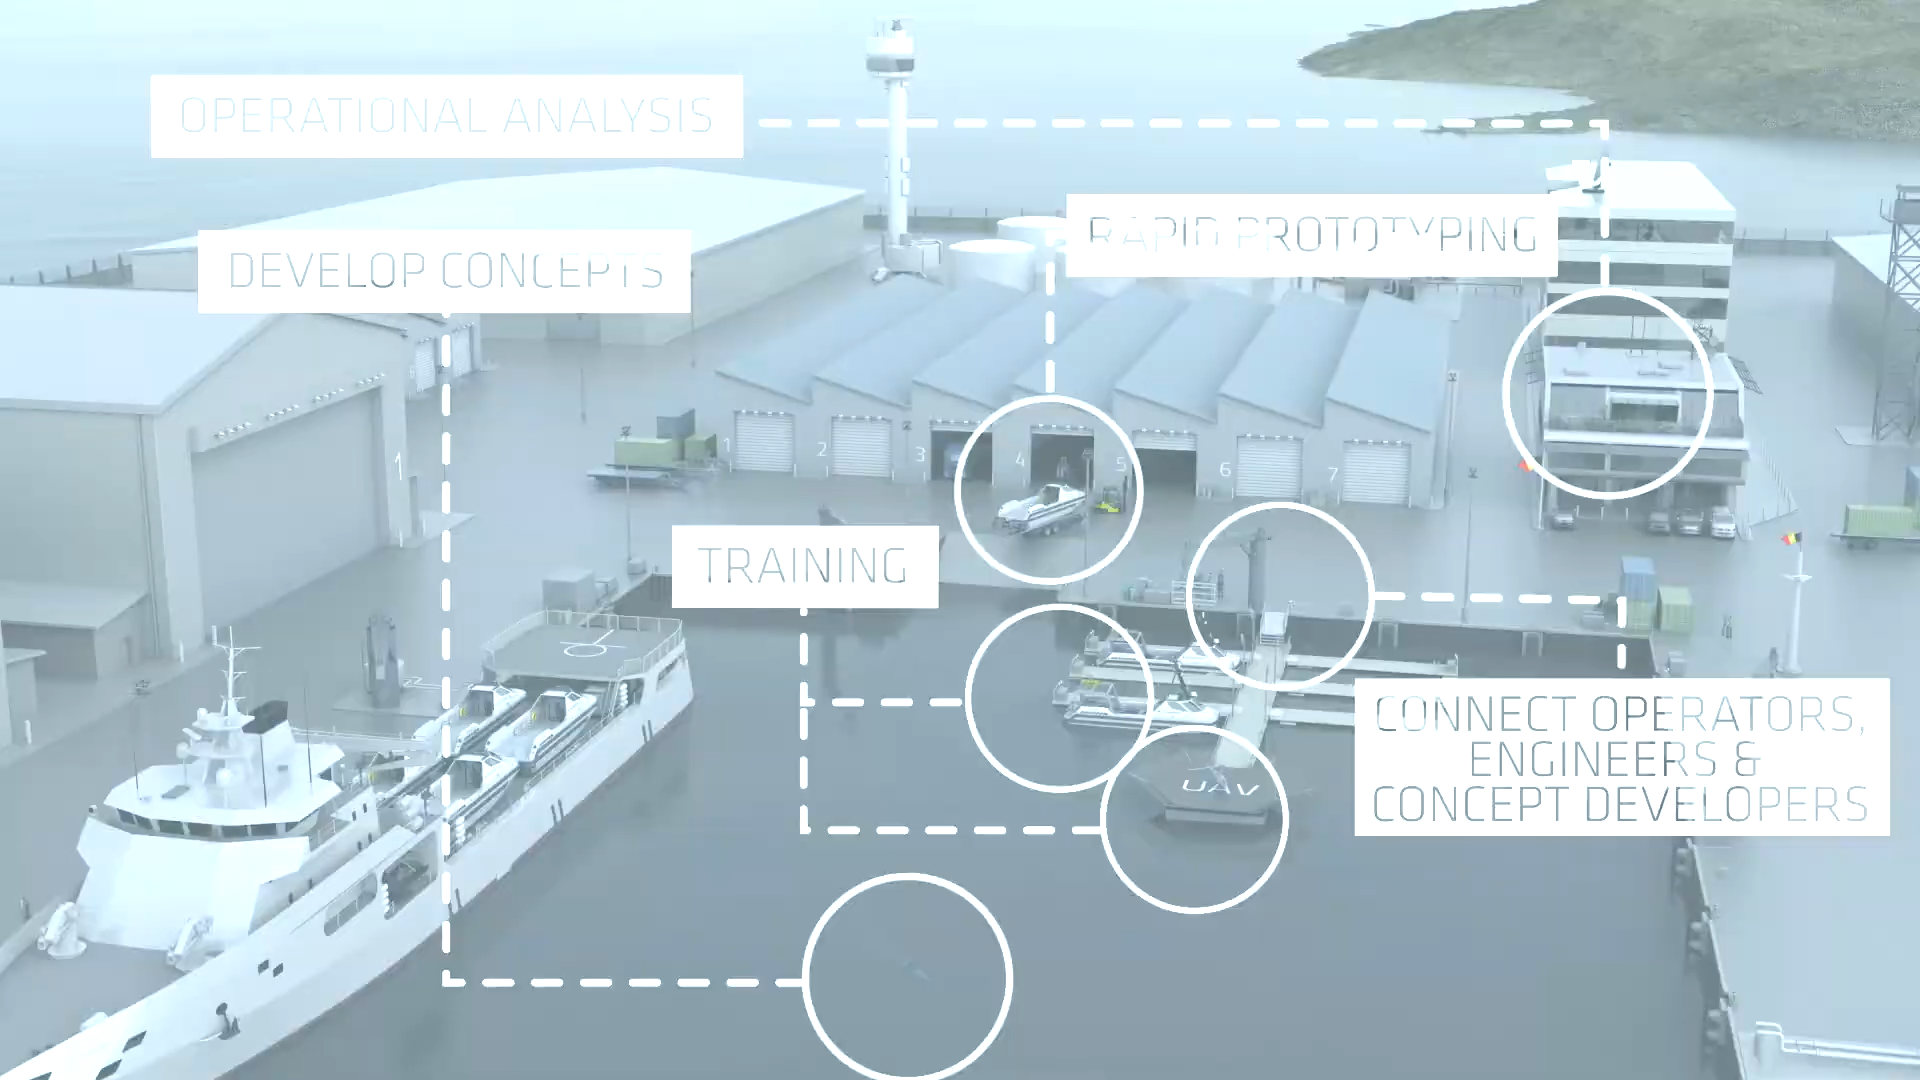 OPERATIONAL ANALYSIS
RAPID PROTOTYPING
DEVELOP CONCEPTS
1
1
2
3
4
5
6
7
TRAINING
CONNECT OPERATORS,
ENGINEERS &
CONCEPT DEVELOPERS
UAV